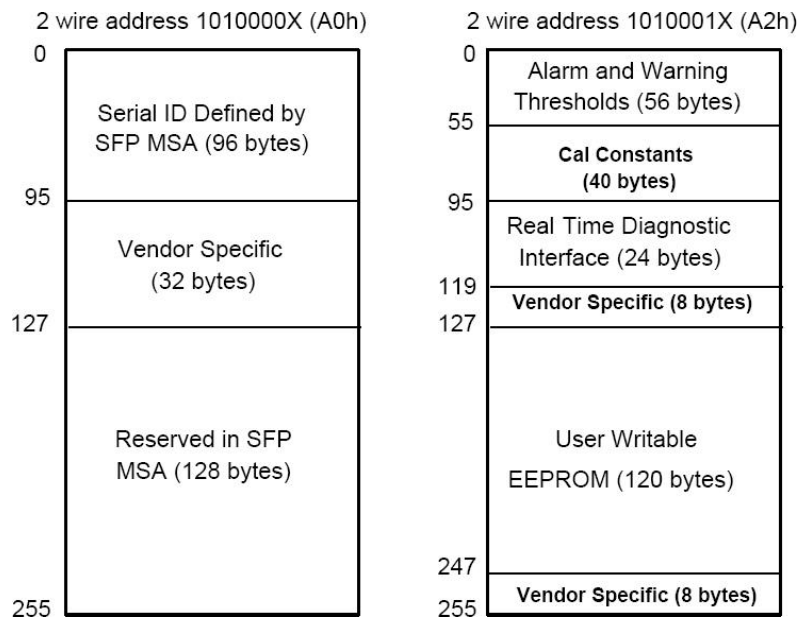 2 wire address 1010000X (A0h)
0
Serial ID Defined by
SFP MSA (96 bytes)
95
Vendor Specific
(32 bytes)
127
Reserved in SFP
MSA (128 bytes)
255
2 wire address 1010001X (A2h)
0
Alarm and Warning
Thresholds (56 bytes)
55
Cal Constants
(40 bytes)
95
Real Time Diagnostic
Interface (24 bytes)
119
Vendor Specific (8 bytes)
127
User Writable
EEPROM (120 bytes)
247
Vendor Specific (8 bytes)
255